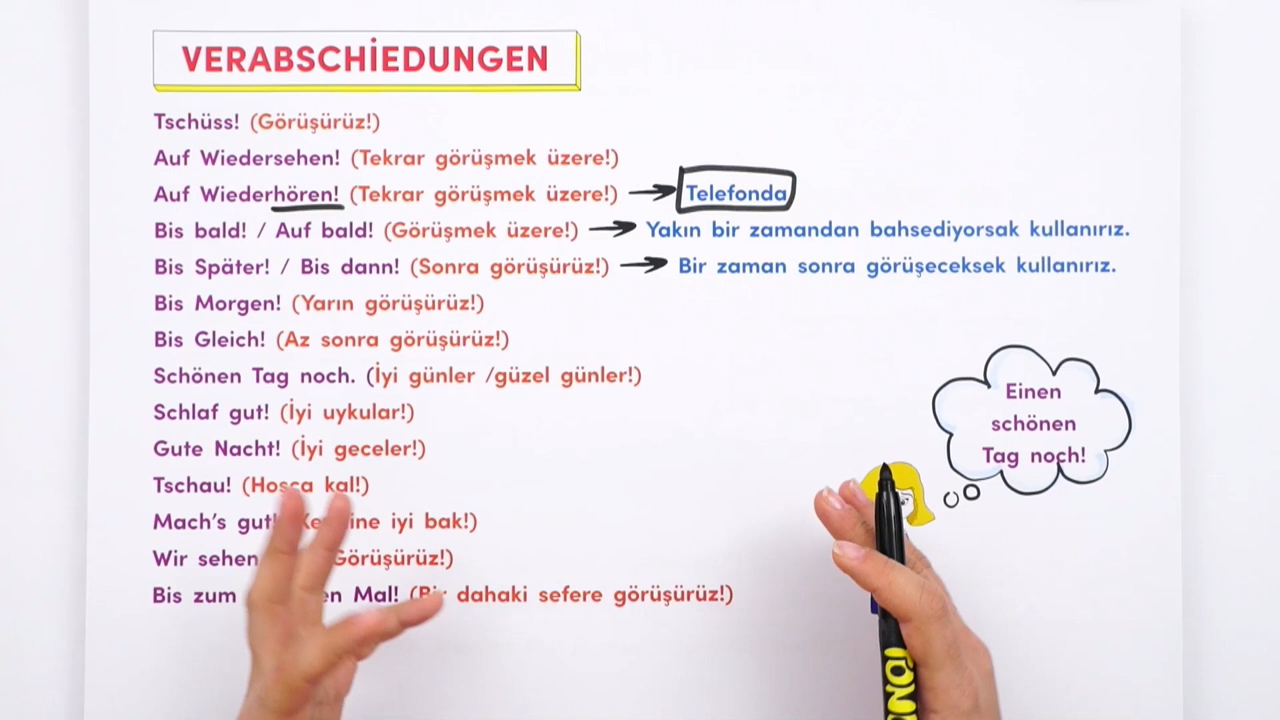 VERABSCHİEDUNGEN
Tschüss! (Görüşürüz!)
Auf Wiedersehen! (Tekrar görüşmek üzere!)
Auf Wiederhören! (Tekrar görüşmek üzere!) → Telefonda
Bis bald! / Auf bald! (Görüşmek üzere!) → Yakın bir zamandan bahsediyorsak kullanırız.
Bis Später! / Bis dann! (Sonra görüşürüz!) → Bir zaman sonra görüşeceksek kullanırız.
Bis Morgen! (Yarın görüşürüz!)
Bis Gleich! (Az sonra görüşürüz!)
Schönen Tag noch. (İyi günler /güzel günler!)
Schlaf gut! (İyi uykular!)
Gute Nacht! (İyi geceler!)
Tschau! (Hoşça kal!)
Mach's gut! iyi bak!)
Wir sehen Görüşürüz!)
Bis zum Mal! (Bir dahaki sefere görüşürüz!)
Einen
schönen
Tag noch!